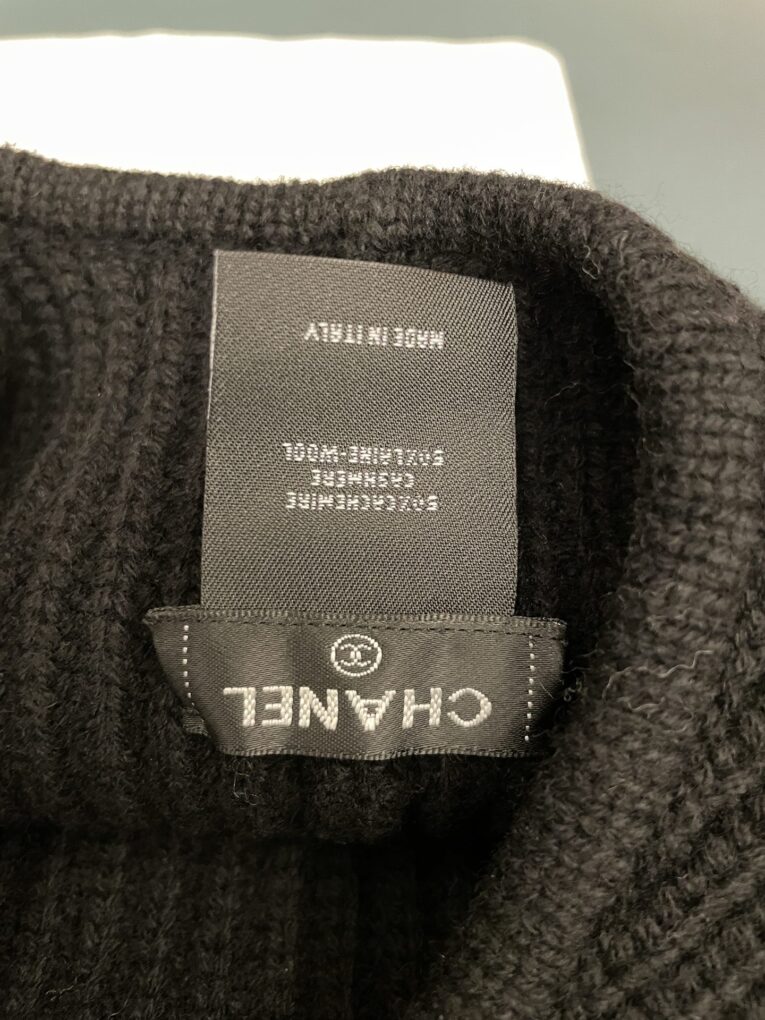 CHANEL
50%CACHEMIRE
CASHMERE
50%LAINE-WOOL
MADE IN ITALY